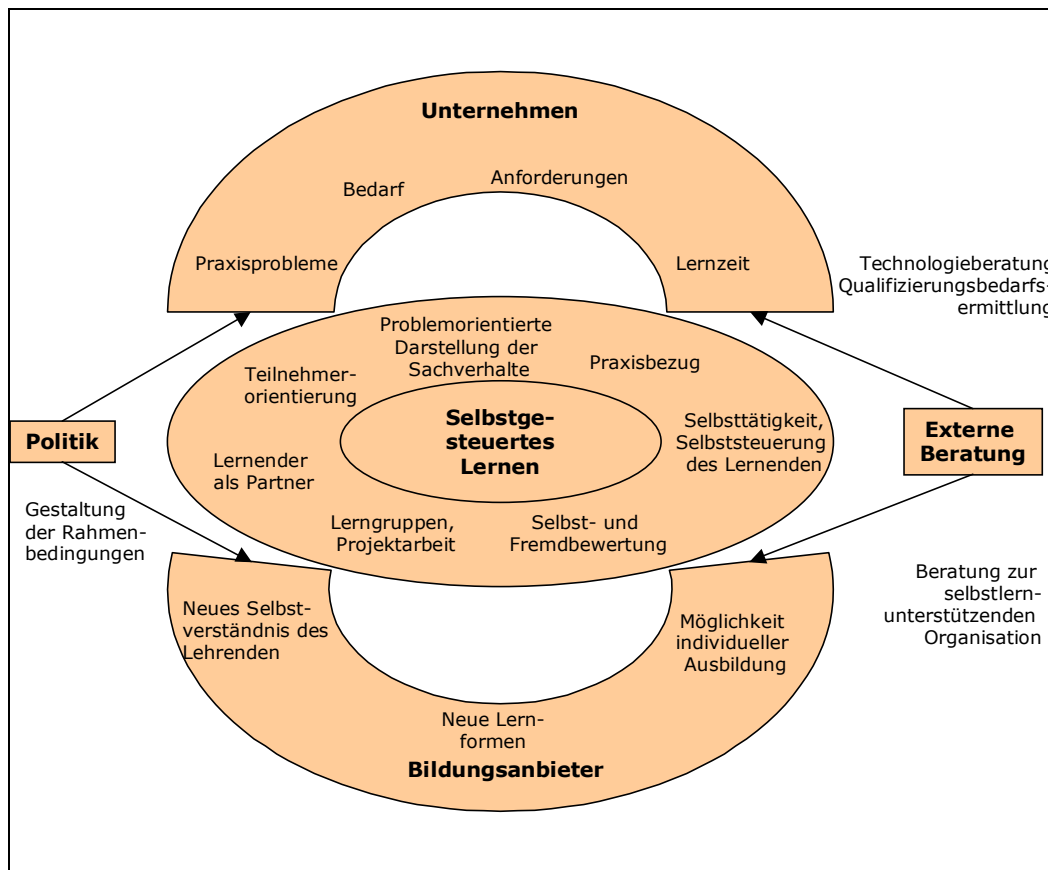 Unternehmen
Bedarf
Anforderungen
Praxisprobleme
Lernzeit
Technologieberatung
Qualifizierungsbedarfs-
ermittlung
Problemorientierte
Darstellung der
Sachverhalte
Praxisbezug
Teilnehmer-
orientierung
Selbstge-
steuertes
Lernen
Selbsttätigkeit,
Selbststeuerung
des Lernenden
Politik
Externe
Beratung
Lernender
als Partner
Gestaltung
der Rahmen-
bedingungen
Lerngruppen,
Projektarbeit
Selbst- und
Fremdbewertung
Beratung zur
selbstlern-
unterstützenden
Organisation
Neues Selbst-
verständnis des
Lehrenden
Möglichkeit
individueller
Ausbildung
Neue Lern-
formen
Bildungsanbieter